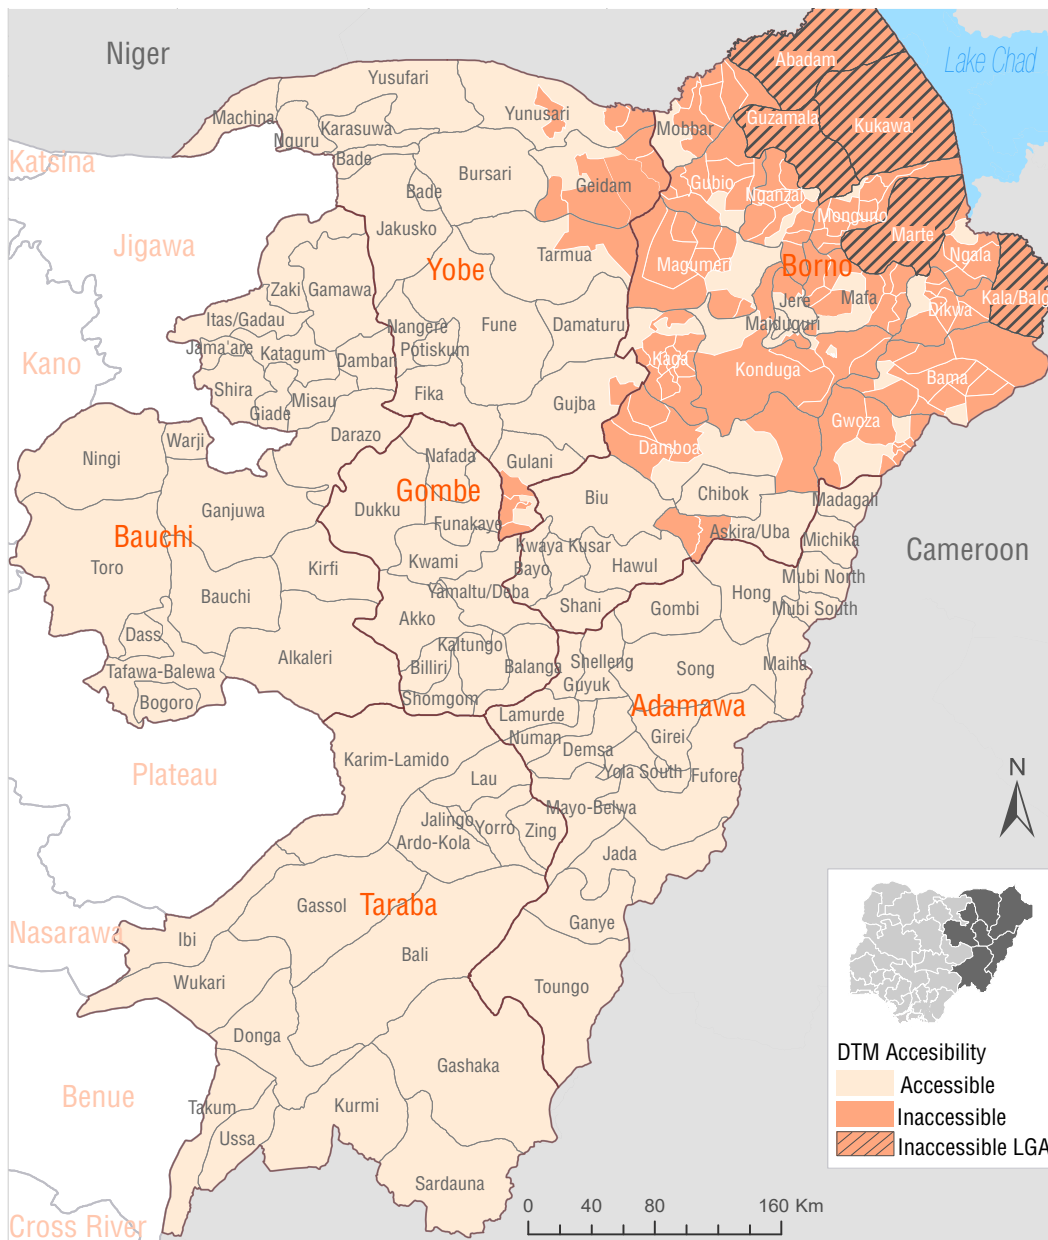 Niger
Lake Chad
Abadam
Yusufari
Machina
Yunusari
Guzamala
Kukawa
Karasuwa
Mobbar
Nguru
Katsina
Bade
Bursari
Geidam
Gubio
Nganzai
Bade
Monguno
Jakusko
Marte
Jigawa
Tarmua
Ngala
Yobe
Magumeri
Borno
Zaki
Gamawa
Jere
Mafa
Kala/Balge
Dikwa
Itas/Gadau
Nangere
Fune
Damaturu
Maiduguri
Jama'are
Katagum
Potiskum
Kano
Damban
Kaga
Konduga
Shira
Bama
Misau
Fika
Giade
Gujba
Gwoza
Darazo
Warji
Damboa
Ningi
Nafada
Gulani
Gombe
Biu
Chibok
Madagali
Dukku
Ganjuwa
Funakaye
Askira/Uba
Bauchi
Michika
Cameroon
Kwaya Kusar
Toro
Kirfi
Kwami
Bayo
Hawul
Mubi North
Bauchi
Yamaltu/Deba
Hong
Shani
Gombi
Mubi South
Akko
Dass
Kaltungo
Alkaleri
Billiri
Balanga
Shelleng
Song
Maiha
Tafawa-Balewa
Guyuk
Bogoro
Shomgom
Lamurde
Adamawa
Numan
Girei
Demsa
Karim-Lamido
Plateau
Lau
Yola South
Fufore
N
Mayo-Belwa
Jalingo
Yorro
Zing
Ardo-Kola
Jada
Gassol
Taraba
Ganye
Nasarawa
Ibi
Bali
Wukari
Toungo
Donga
DTM Accesibility
Gashaka
Accessible
Benue
Takum
Kurmi
Inaccessible
Ussa
Inaccessible LGA
Sardauna
0 40 80 160 Km
Cross River